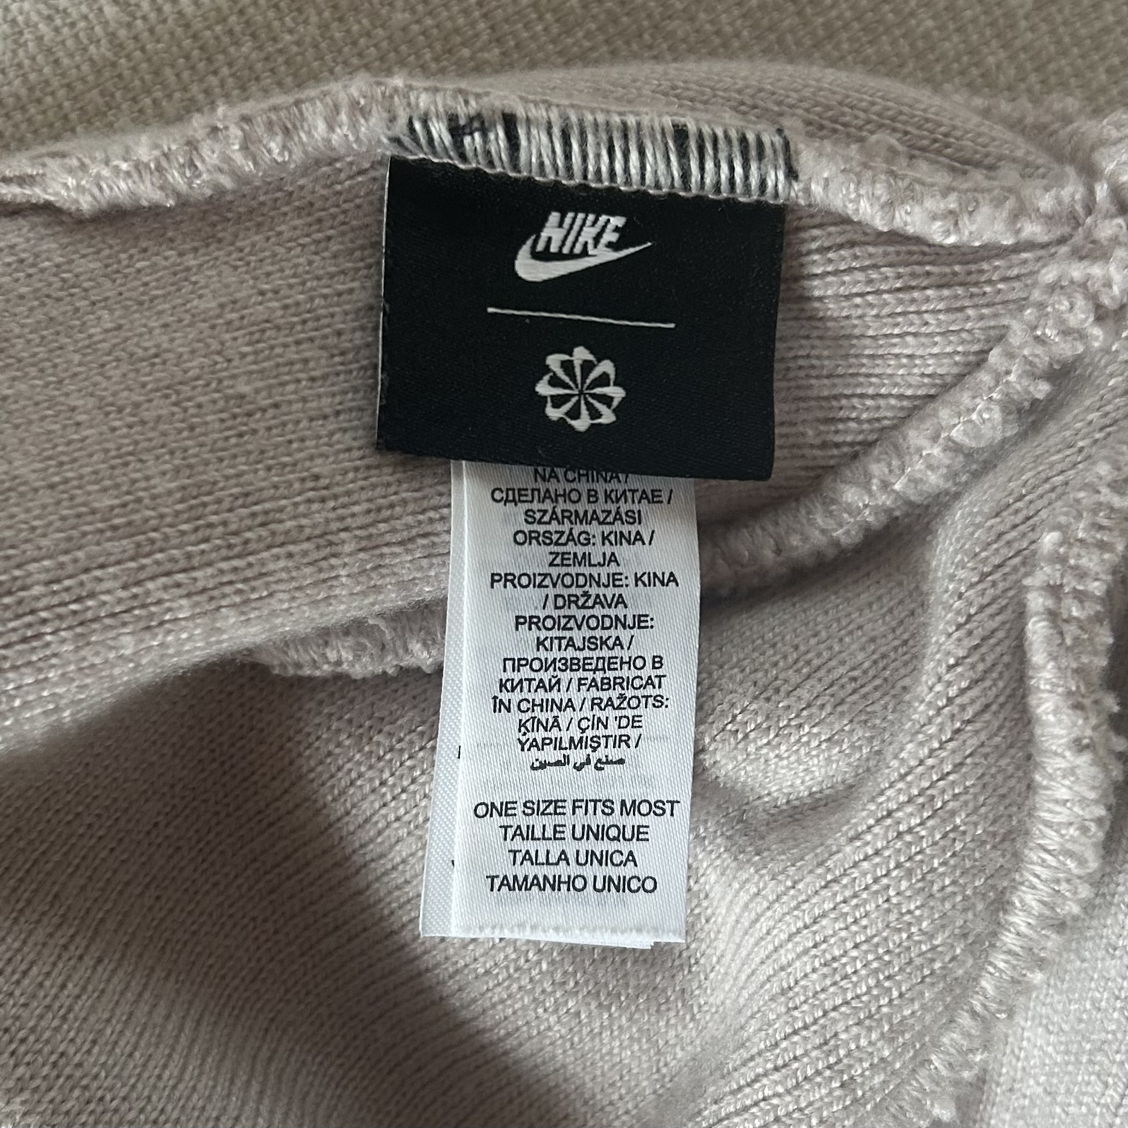 NIKE
NA CHINA /
СДЕЛАНО В КИТАЕ /
SZÁRMAZÁSI
ORSZÁG: KINA /
ZEMLJA
PROIZVODNJE: KINA
/ DRŽAVA
PROIZVODNJE:
KITAJSKA /
ПРОИЗВЕДЕНО В
КИТАЙ / FABRICAT
ÎN CHINA / RAŽOTS:
ĶĪNĀ / ÇİN 'DE
YAPILMIŞTIR /
صنع في الصين
ONE SIZE FITS MOST
TAILLE UNIQUE
TALLA UNICA
TAMANHO UNICO